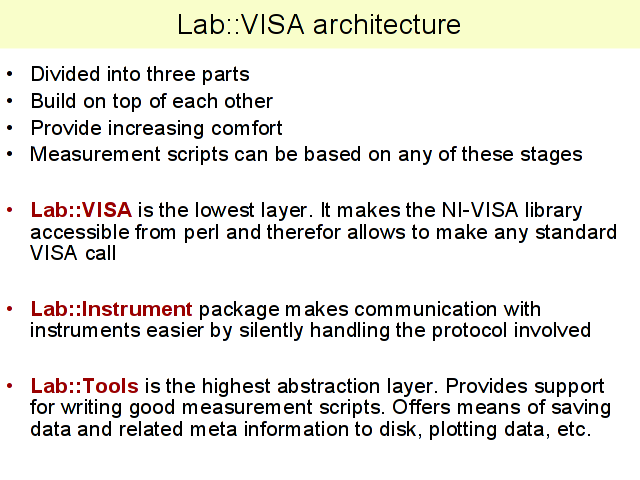 Lab::VISA architecture
• Divided into three parts
• Build on top of each other
• Provide increasing comfort
• Measurement scripts can be based on any of these stages
• Lab::VISA is the lowest layer. It makes the NI-VISA library
accessible from perl and therefor allows to make any standard
VISA call
• Lab::Instrument package makes communication with
instruments easier by silently handling the protocol involved
• Lab::Tools is the highest abstraction layer. Provides support
for writing good measurement scripts. Offers means of saving
data and related meta information to disk, plotting data, etc.